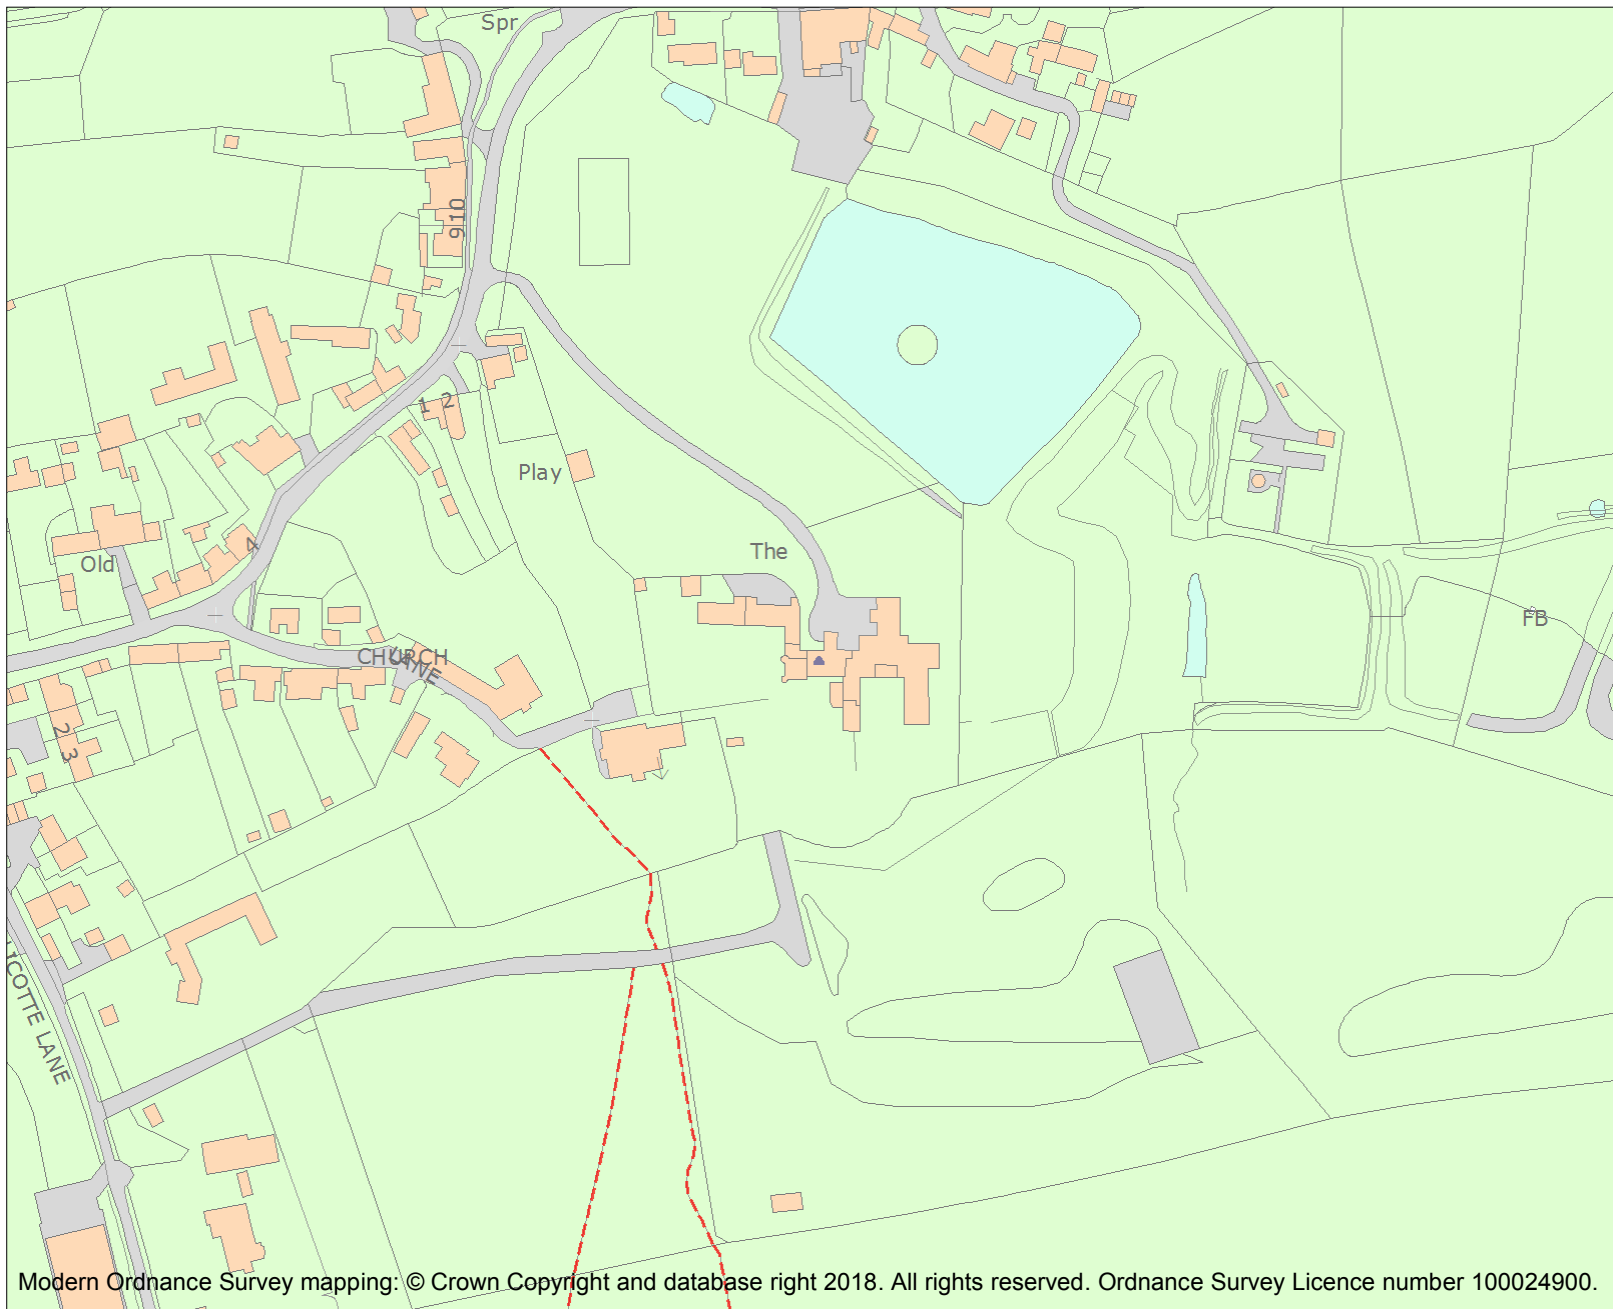 Spr
9
10
1 2
Play
4
The
Old
FB
CHURCH
LANE
2
3
ICOTTE LANE
Modern Ordnance Survey mapping: © Crown Copyright and database right 2018. All rights reserved. Ordnance Survey Licence number 100024900.